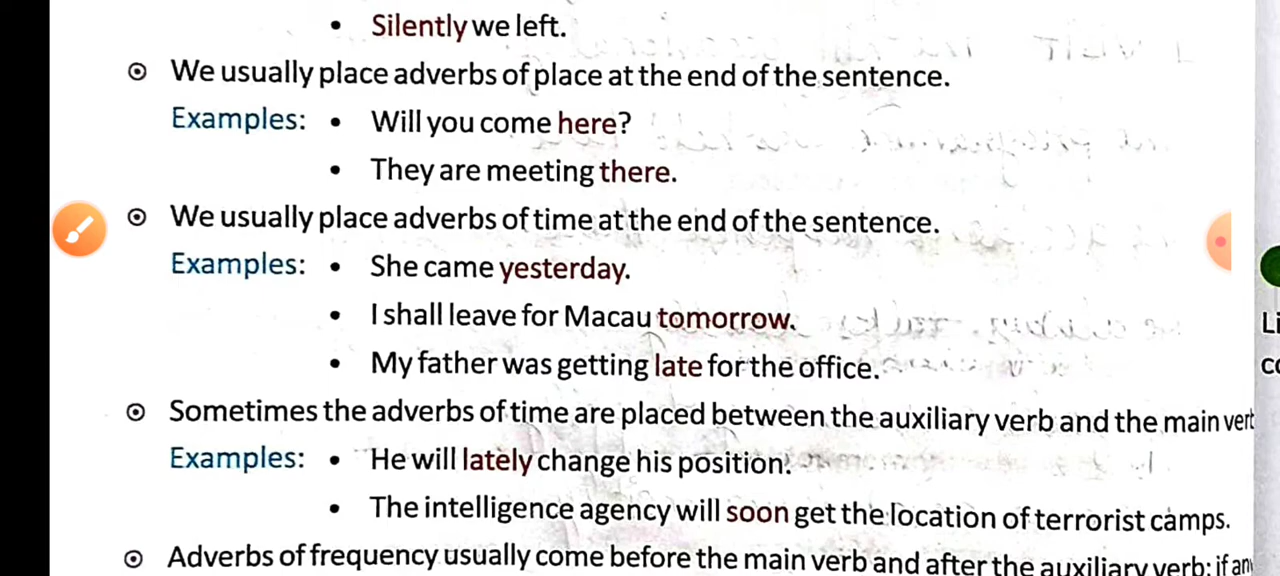 • Silently we left.
We usually place adverbs of place at the end of the sentence.
Examples: • Will you come here?
• They are meeting there.
We usually place adverbs of time at the end of the sentence.
Examples: • She came yesterday.
• I shall leave for Macau tomorrow.
• My father was getting late for the office.
Sometimes the adverbs of time are placed between the auxiliary verb and the main verb
Examples: • He will lately change his position.
• The intelligence agency will soon get the location of terrorist camps.
Adverbs of frequency usually come before the main verb and after the auxiliary verb; if
Li